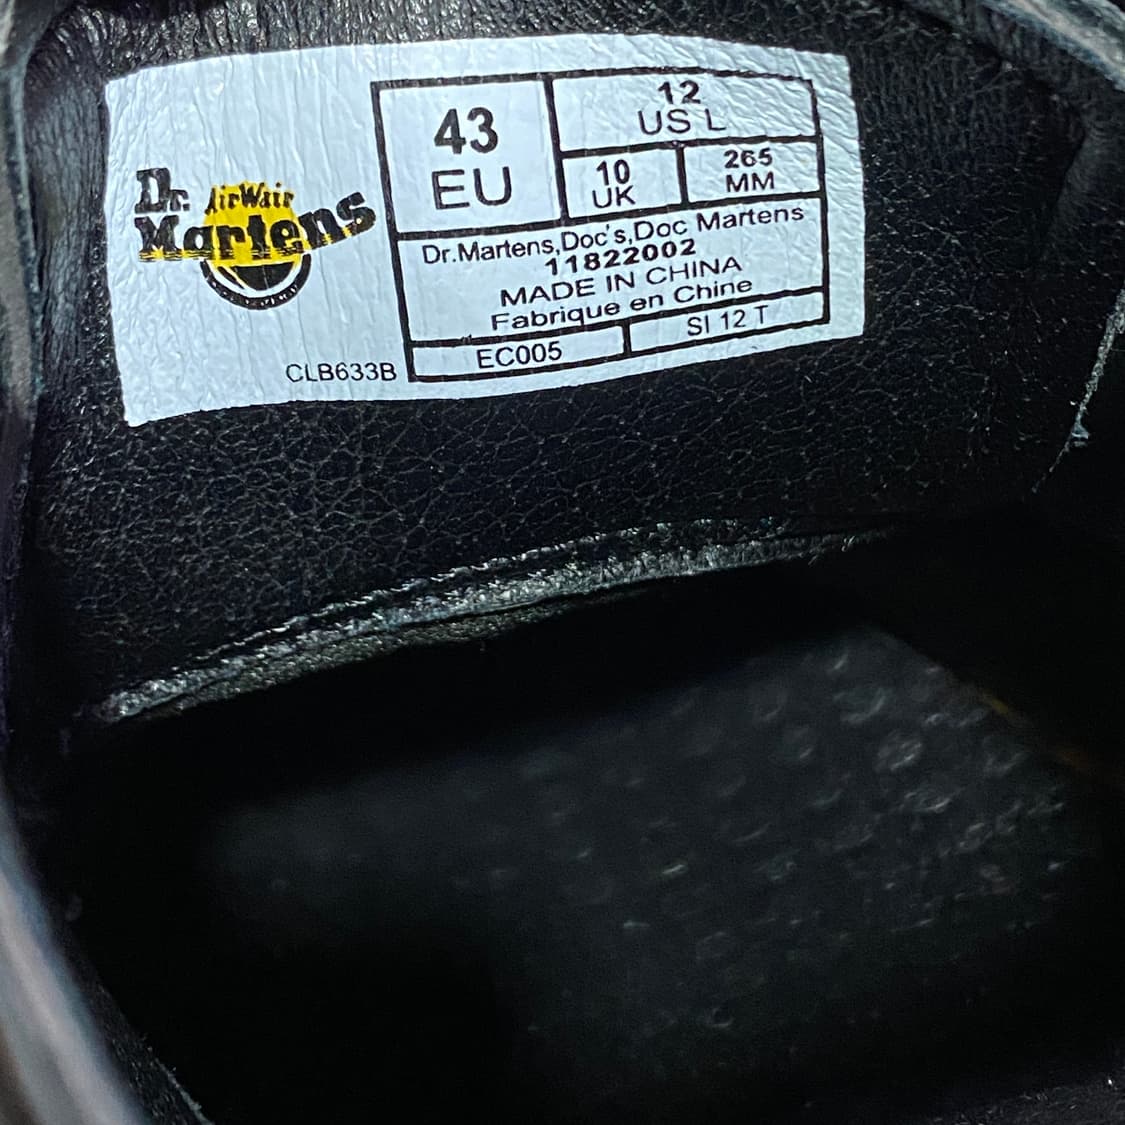 Dr. AirWair
Martens
43
EU
12
US L
10
UK
265
MM
Dr.Martens,Doc's,Doc Martens
11822002
MADE IN CHINA
Fabrique en Chine
EC005
SI 12 T
CLB633B